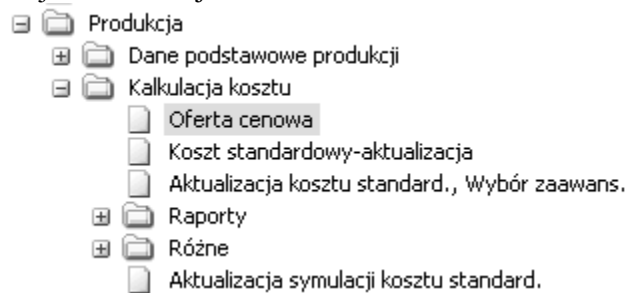 Produkcja
Dane podstawowe produkcji
Kalkulacja kosztu
Oferta cenowa
Koszt standardowy-aktualizacja
Aktualizacja kosztu standard., Wybór zaawans.
Raporty
Różne
Aktualizacja symulacji kosztu standard.